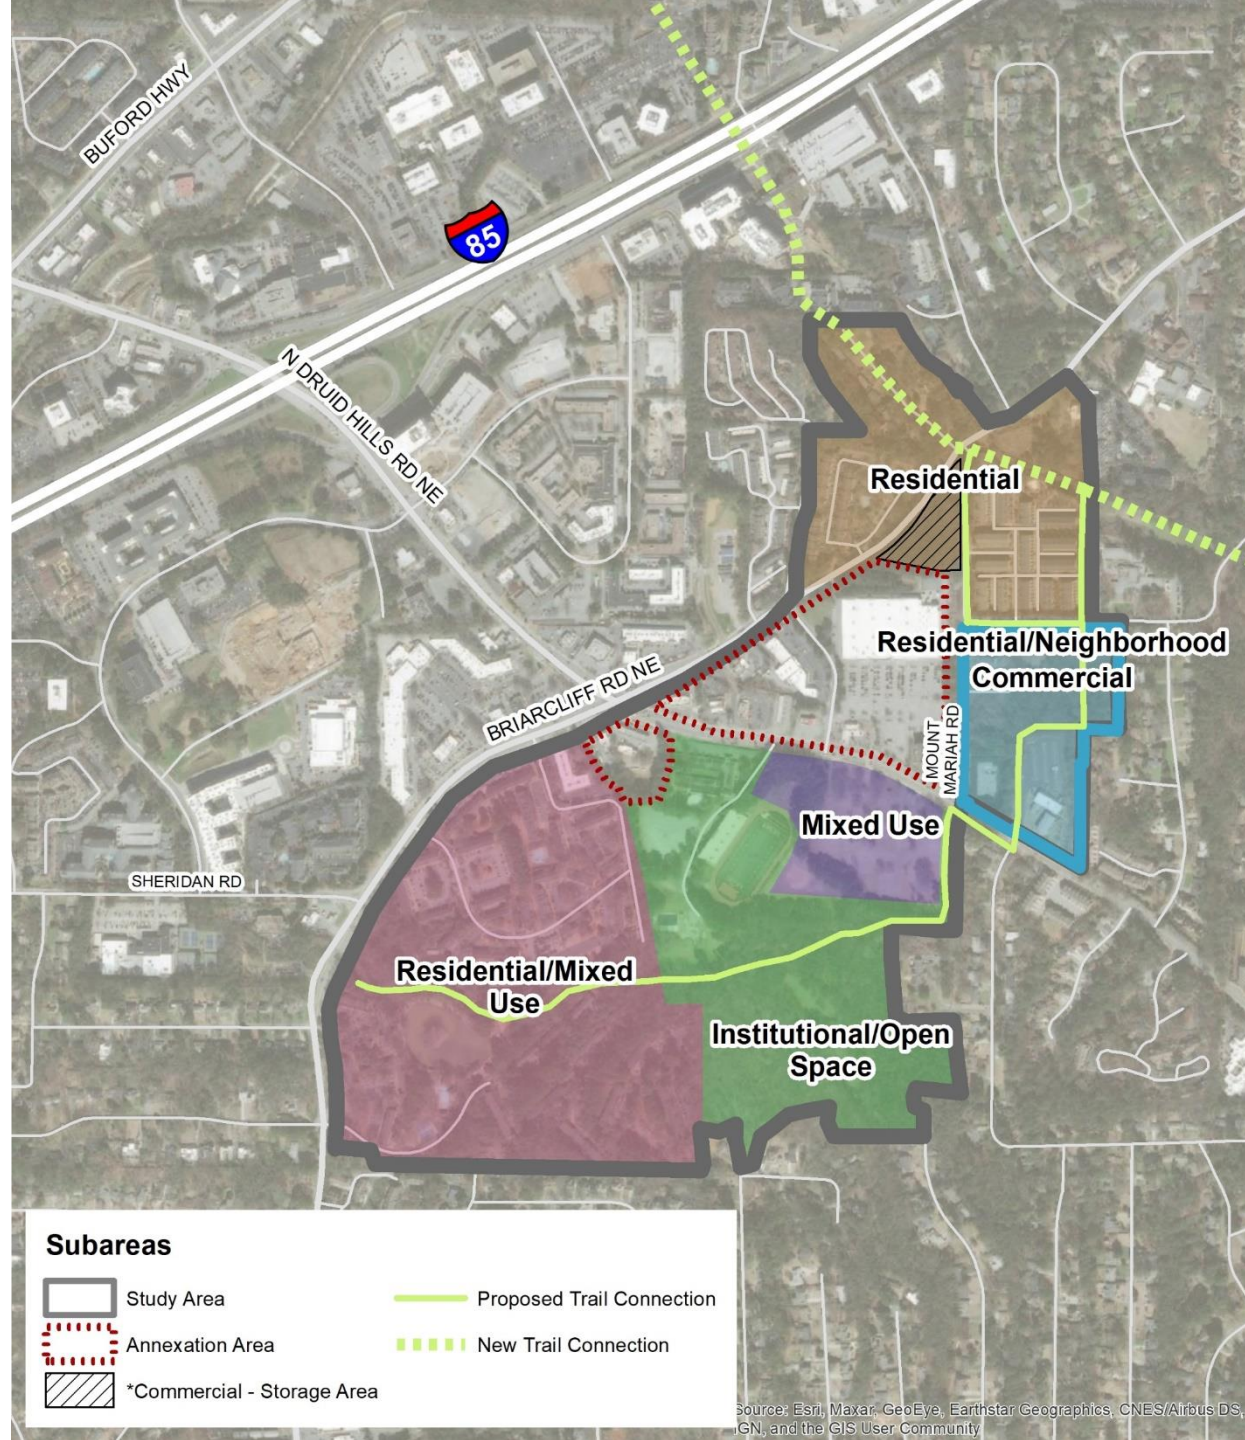 BUFORD HWY
85
N DRUID HILLS RD NE
Residential
Residential/Neighborhood
Commercial
BRIARCLIFF RD NE
MOUNT
MARIAH RD
Mixed Use
SHERIDAN RD
Residential/Mixed
Use
Institutional/Open
Space
Subareas
Study Area
Proposed Trail Connection
Annexation Area
New Trail Connection
*Commercial - Storage Area
Source: Esri, Maxar, GeoEye, Earthstar Geographics, CNES/Airbus DS,
IGN, and the GIS User Community